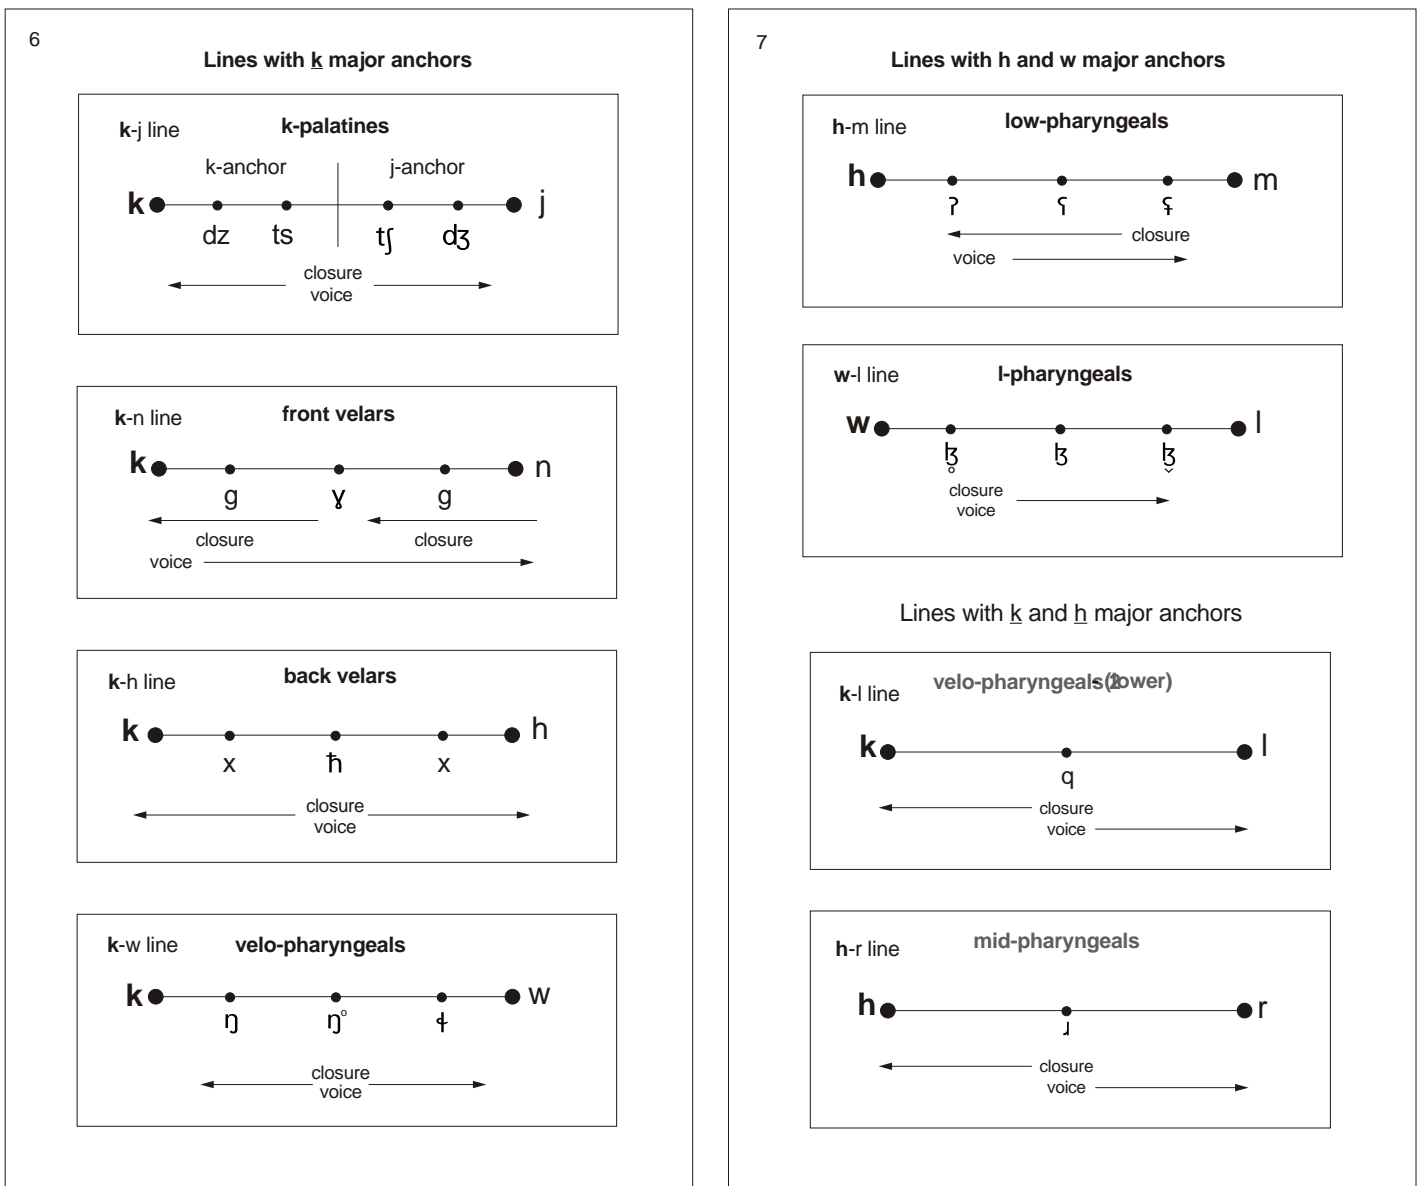 6
Lines with k major anchors
k-j line
k-palatines
k-anchor
j-anchor
k
j
dz ts tʃ dʒ
closure
voice
k-n line
front velars
k
n
g ɣ g
closure
closure
voice
k-h line
back velars
k
h
x ħ x
closure
voice
k-w line
velo-pharyngeals
k
w
ŋ ŋ° ɬ
closure
voice
7
Lines with h and w major anchors
h-m line
low-pharyngeals
h
m
ʔ ʕ ʢ
closure
voice
w-l line
l-pharyngeals
w
l
ɮ̥ ɮ ɮ̬
closure
voice
Lines with k and h major anchors
k-l line
velo-pharyngeals (lower)
k
l
q
closure
voice
h-r line
mid-pharyngeals
h
r
ɹ
closure
voice